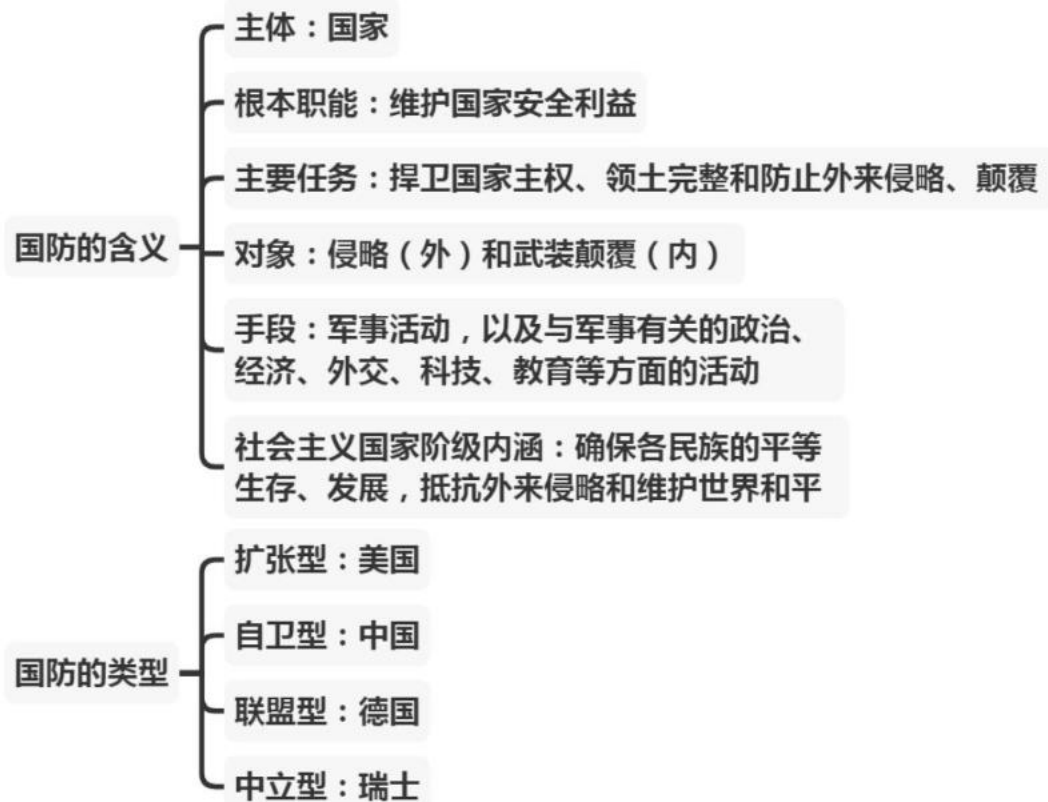 国防的含义
主体：国家
根本职能：维护国家安全利益
主要任务：捍卫国家主权、领土完整和防止外来侵略、颠覆
对象：侵略（外）和武装颠覆（内）
手段：军事活动，以及与军事有关的政治、
经济、外交、科技、教育等方面的活动
社会主义国家阶级内涵：确保各民族的平等
生存、发展，抵抗外来侵略和维护世界和平
国防的类型
扩张型：美国
自卫型：中国
联盟型：德国
中立型：瑞士